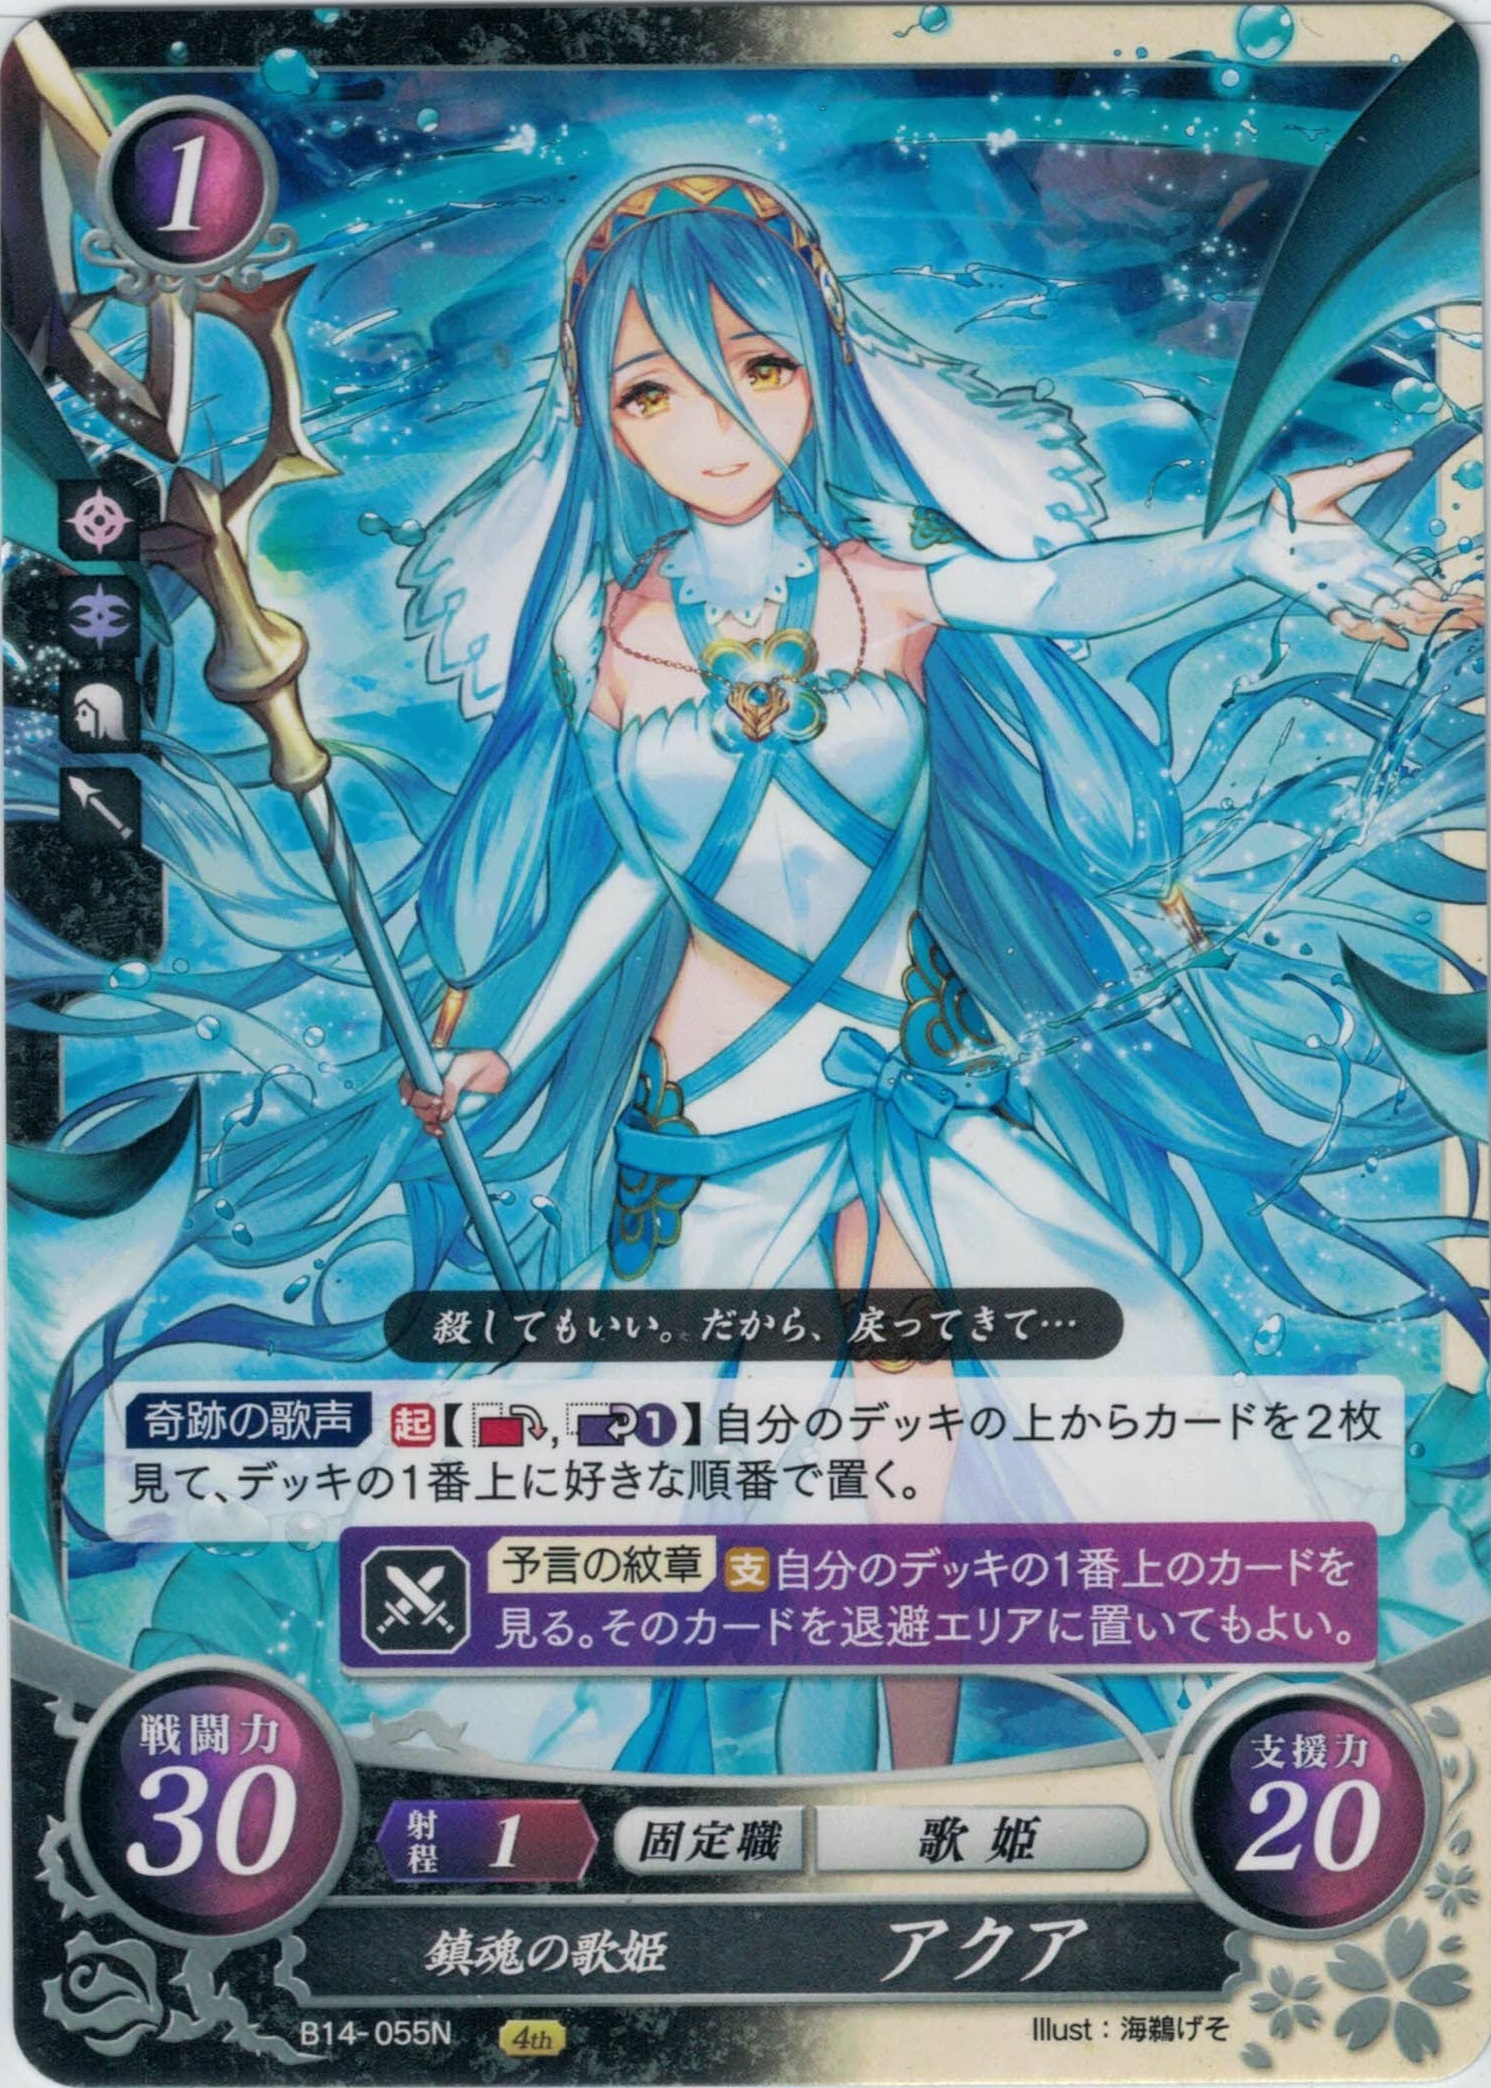 1
殺してもいい。だから、戻ってきて…
奇跡の歌声 起【 , 1】自分のデッキの上からカードを2枚
見て、デッキの1番上に好きな順番で置く。
予言の紋章 支 自分のデッキの1番上のカードを
見る。そのカードを退避エリアに置いてもよい。
戦闘力
30
射程 1
固定職 歌姫
支援力
20
鎮魂の歌姫 アクア
B14-055N 4th Illust：海鵜げそ